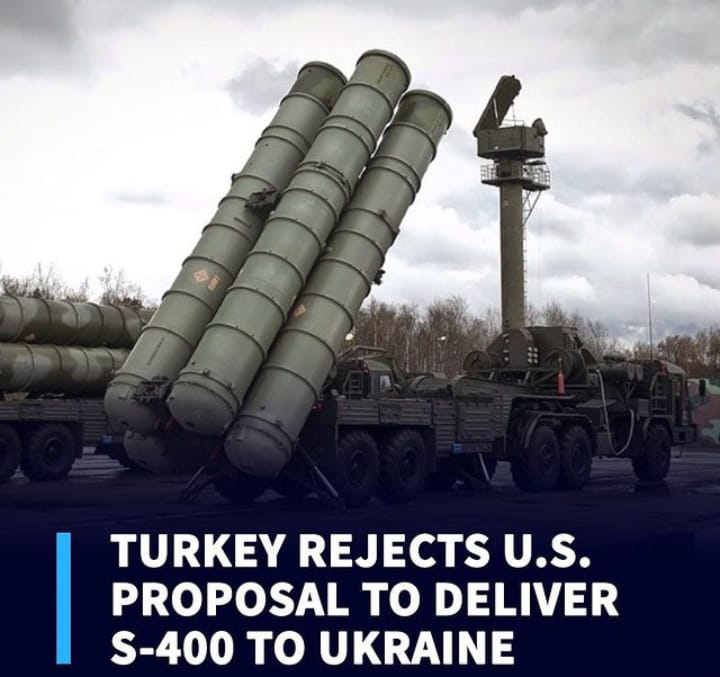 TURKEY REJECTS U.S.
PROPOSAL TO DELIVER
S-400 TO UKRAINE